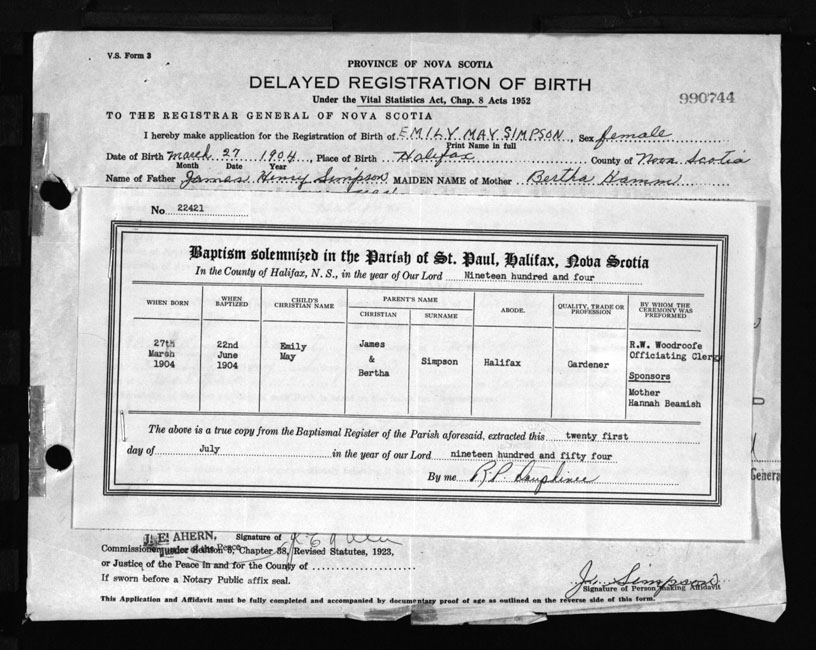 V.S. Form 3
PROVINCE OF NOVA SCOTIA
DELAYED REGISTRATION OF BIRTH
Under the Vital Statistics Act, Chap. 8 Acts 1952
990744
TO THE REGISTRAR GENERAL OF NOVA SCOTIA
I hereby make application for the Registration of Birth of EMILY MAY SIMPSON, Sex female
Print Name in full
Date of Birth March 27 1904, Place of Birth Halifax County of Nova Scotia
Month Date Year
Name of Father James Henry Simpson MAIDEN NAME of Mother Bertha Hamm
No. 22421
Baptism solemnized in the Parish of St. Paul, Halifax, Nova Scotia
In the County of Halifax, N. S., in the year of Our Lord Nineteen hundred and four
WHEN BORN WHEN BAPTIZED CHILD'S CHRISTIAN NAME PARENT'S NAME CHRISTIAN SURNAME ABODE. QUALITY, TRADE OR PROFESSION BY WHOM THE CEREMONY WAS PREFORMED
27th March 1904 22nd June 1904 Emily May James & Bertha Simpson Halifax Gardener R.W. Woodroofe Officiating Clerg
Sponsors
Mother
Hannah Beamish
The above is a true copy from the Baptismal Register of the Parish aforesaid, extracted this twenty first
day of July in the year of our Lord nineteen hundred and fifty four
By me R.P. Dauphinee
Genera
J. E. AHERN, Signature of
Commissioner under Section 8, Chapter 38, Revised Statutes, 1923,
or Justice of the Peace in and for the County of
If sworn before a Notary Public affix seal.
J. Simpson
Signature of Person making Affidavit
This Application and Affidavit must be fully completed and accompanied by documentary proof of age as outlined on the reverse side of this form.